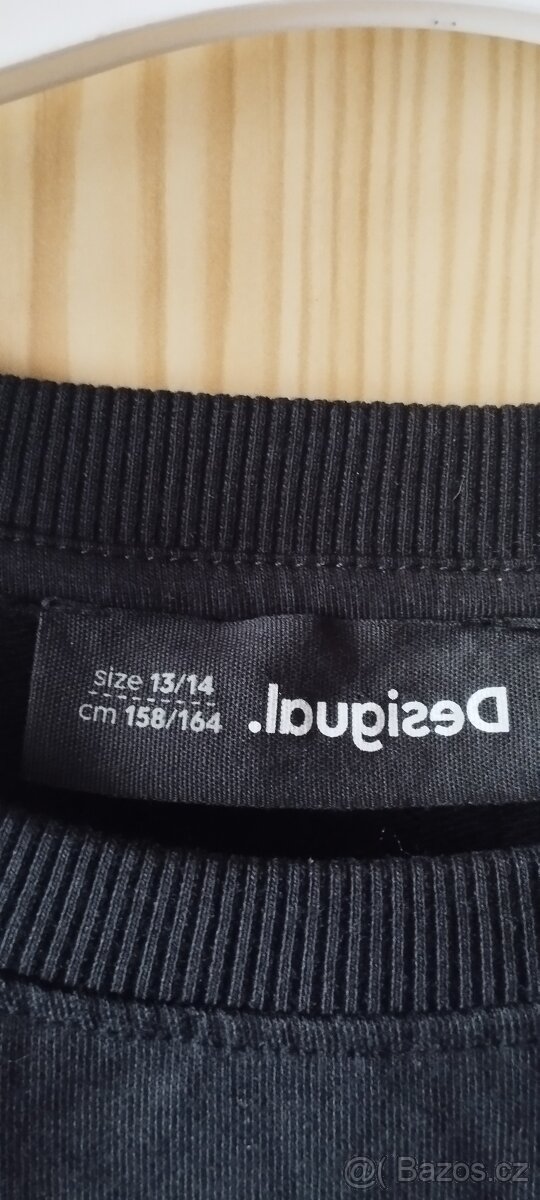 size 13/14
cm 158/164
Desigual.
@( Bazos.cz